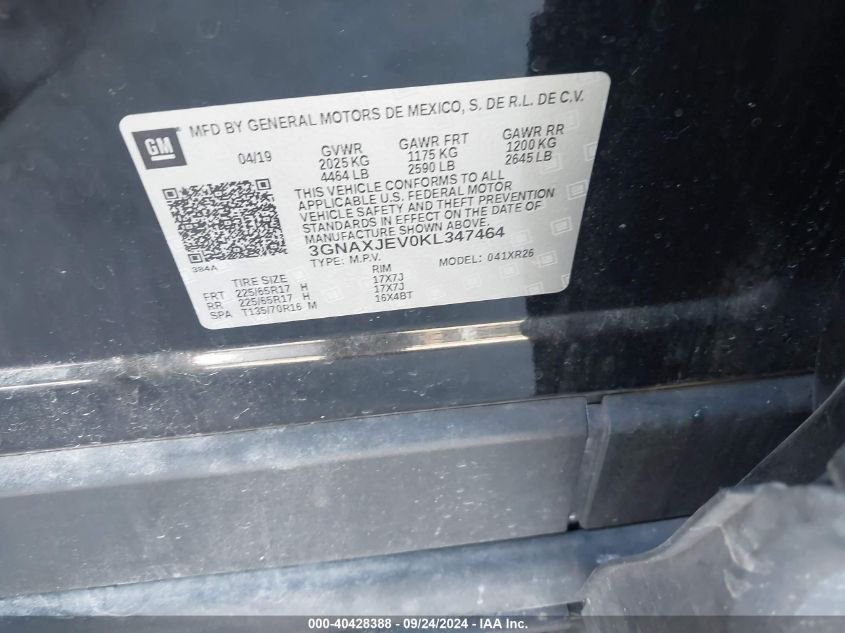 GM
MFD BY GENERAL MOTORS DE MEXICO, S. DE R.L. DE C.V.
04/19 GVWR GAWR FRT GAWR RR
2025 KG 1175 KG 1200 KG
4464 LB 2590 LB 2645 LB
THIS VEHICLE CONFORMS TO ALL
APPLICABLE U.S. FEDERAL MOTOR
VEHICLE SAFETY AND THEFT PREVENTION
STANDARDS IN EFFECT ON THE DATE OF
MANUFACTURE SHOWN ABOVE.
3GNAXJEV0KL347464
384A
TYPE: M.P.V. MODEL: 041XR26
TIRE SIZE RIM
FRT 225/65R17 H 17X7J
RR 225/65R17 H 17X7J
SPA T135/70R16 M 16X4BT
000-40428388 - 09/24/2024 - IAA Inc.